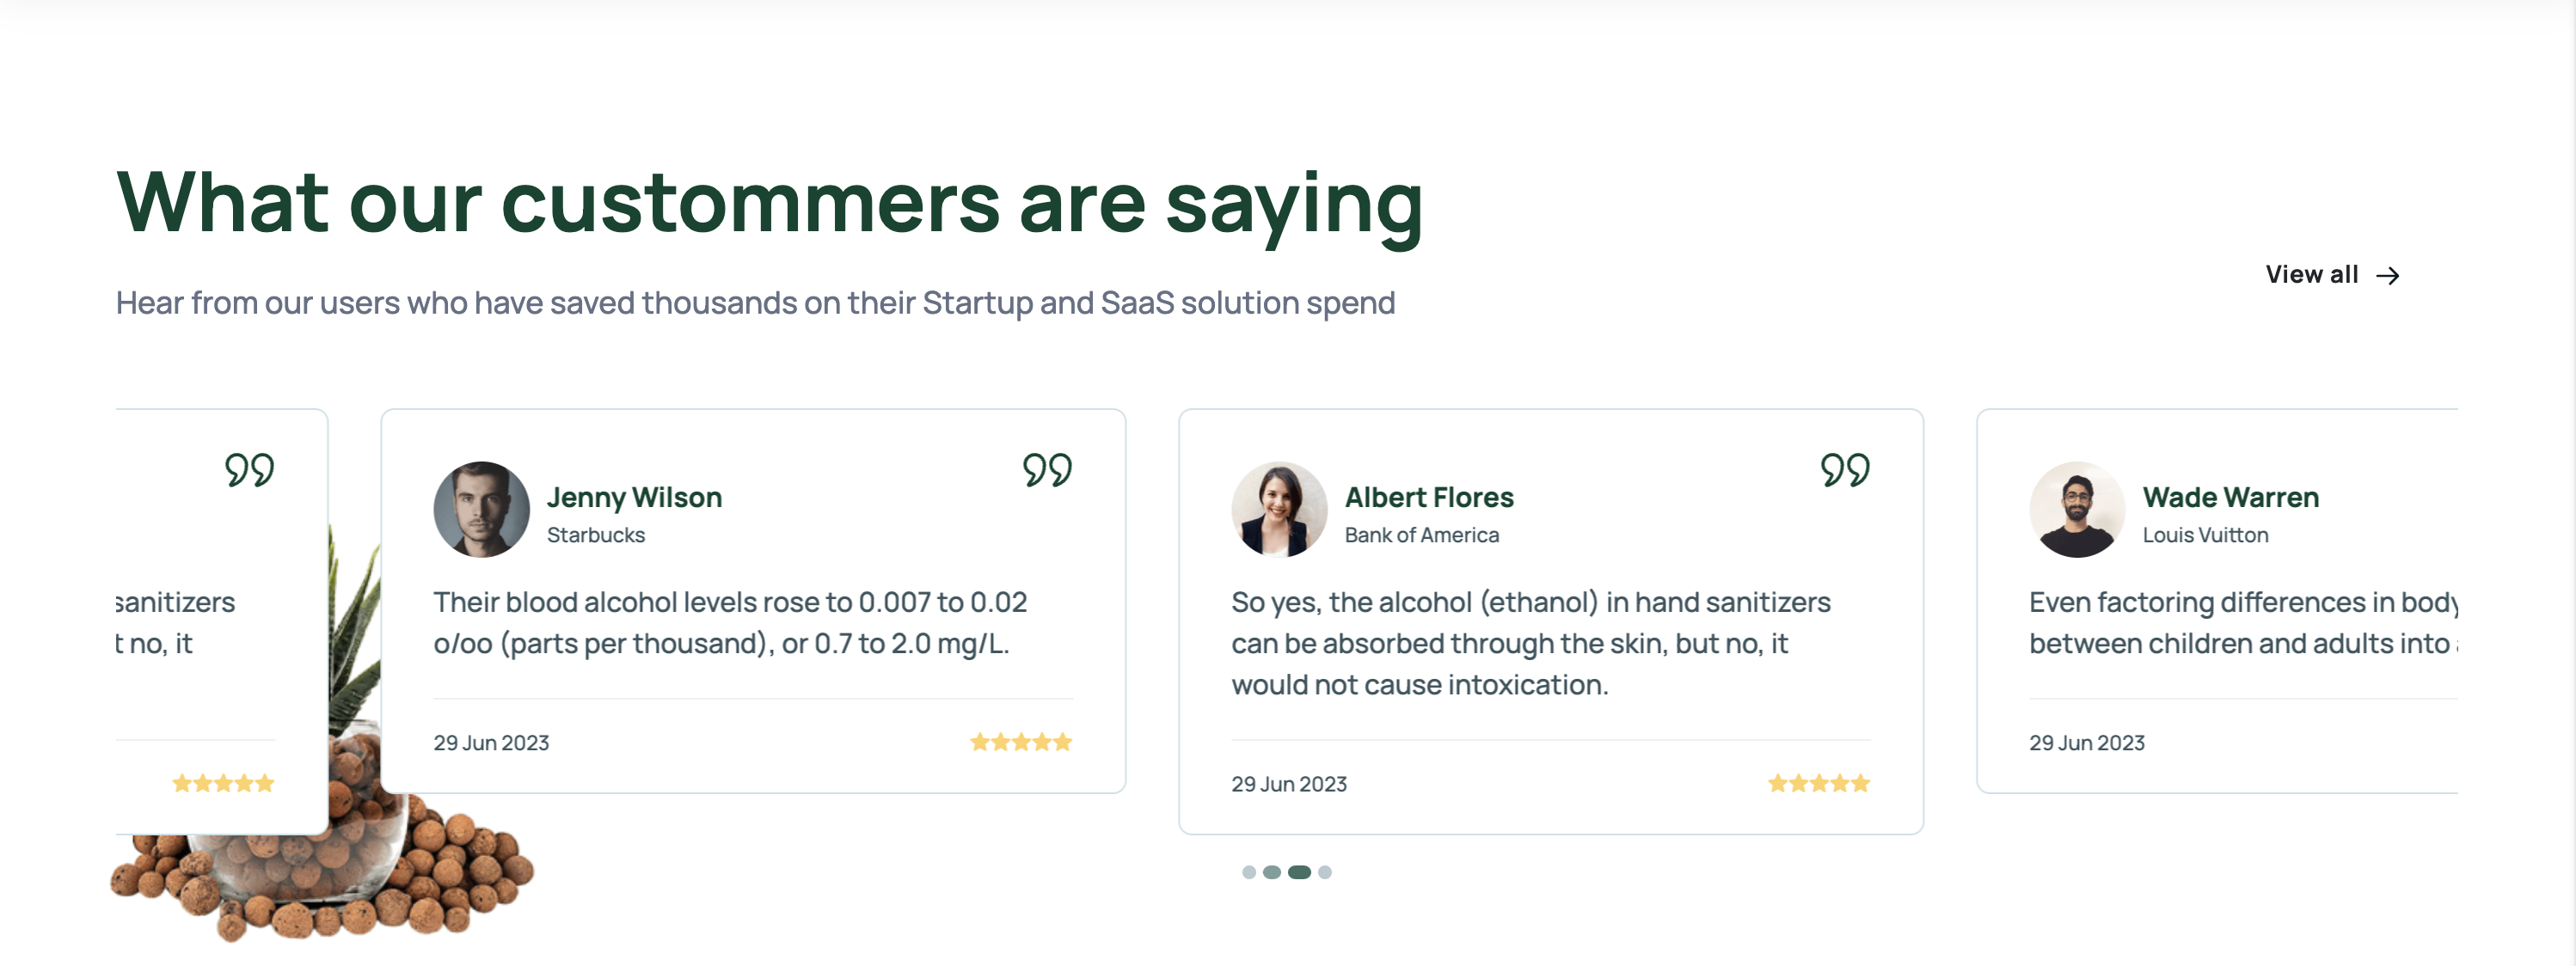 What our custommers are saying
Hear from our users who have saved thousands on their Startup and SaaS solution spend
View all
sanitizers
t no, it
Jenny Wilson
Starbucks
Their blood alcohol levels rose to 0.007 to 0.02
o/oo (parts per thousand), or 0.7 to 2.0 mg/L.
29 Jun 2023
Albert Flores
Bank of America
So yes, the alcohol (ethanol) in hand sanitizers
can be absorbed through the skin, but no, it
would not cause intoxication.
29 Jun 2023
Wade Warren
Louis Vuitton
Even factoring differences in body
between children and adults into
29 Jun 2023